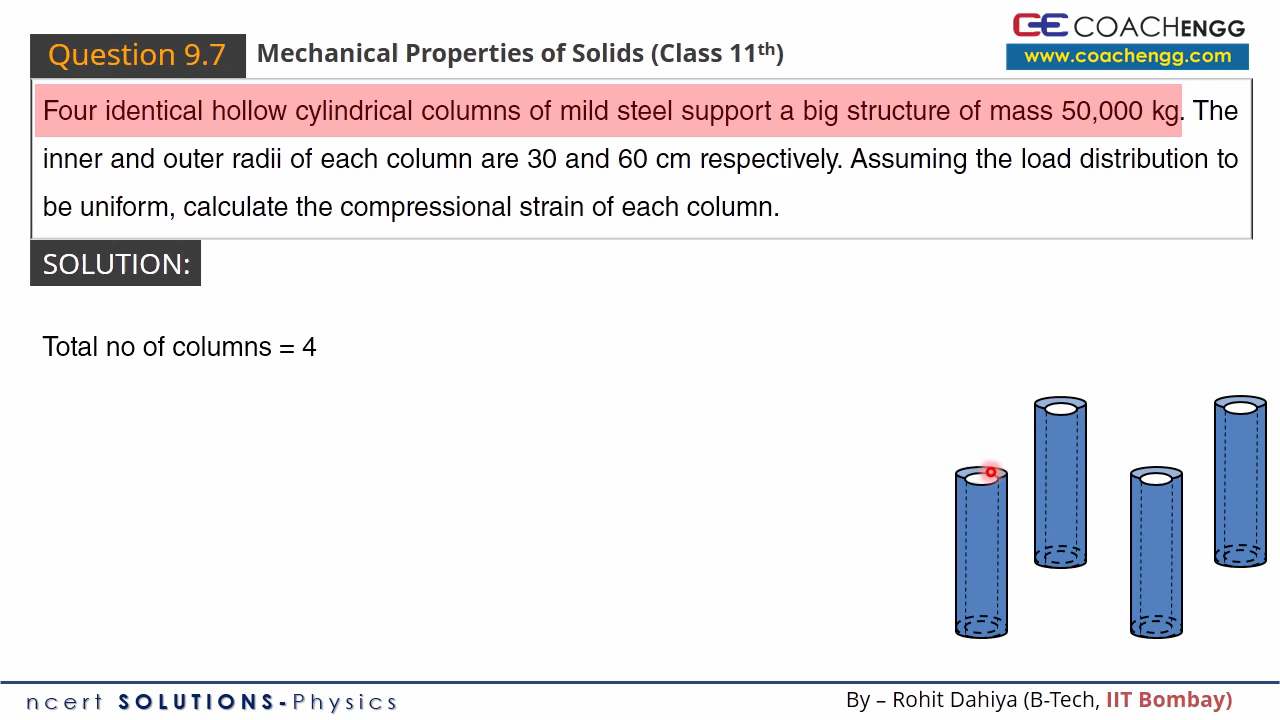 CE COACHENGG
www.coachengg.com
Question 9.7
Mechanical Properties of Solids (Class 11th)
Four identical hollow cylindrical columns of mild steel support a big structure of mass 50,000 kg. The
inner and outer radii of each column are 30 and 60 cm respectively. Assuming the load distribution to
be uniform, calculate the compressional strain of each column.
SOLUTION:
Total no of columns = 4
ncert SOLUTIONS-Physics
By – Rohit Dahiya (B-Tech, IIT Bombay)